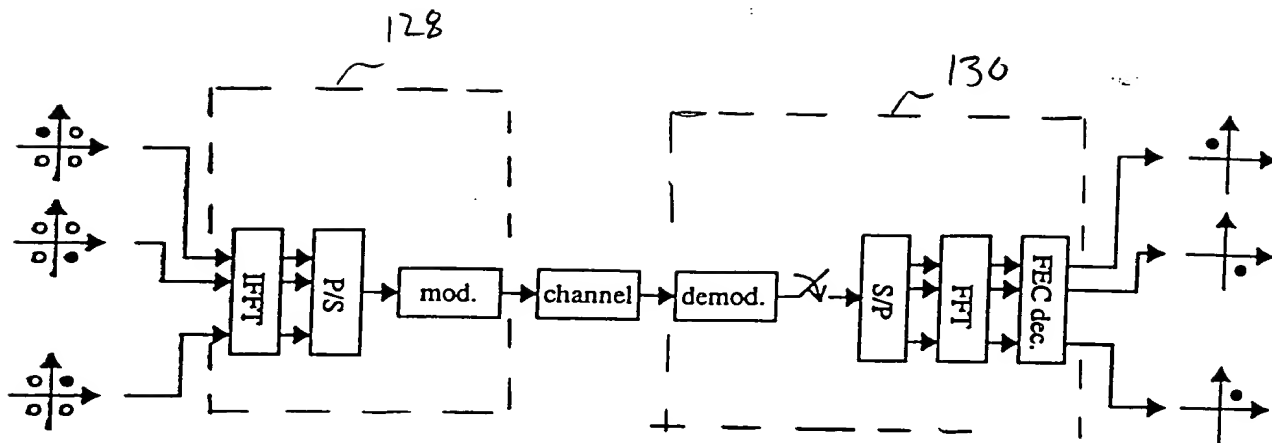 128
130
IFFT
P/S
mod.
channel
demod.
S/P
FFT
FEC dec.